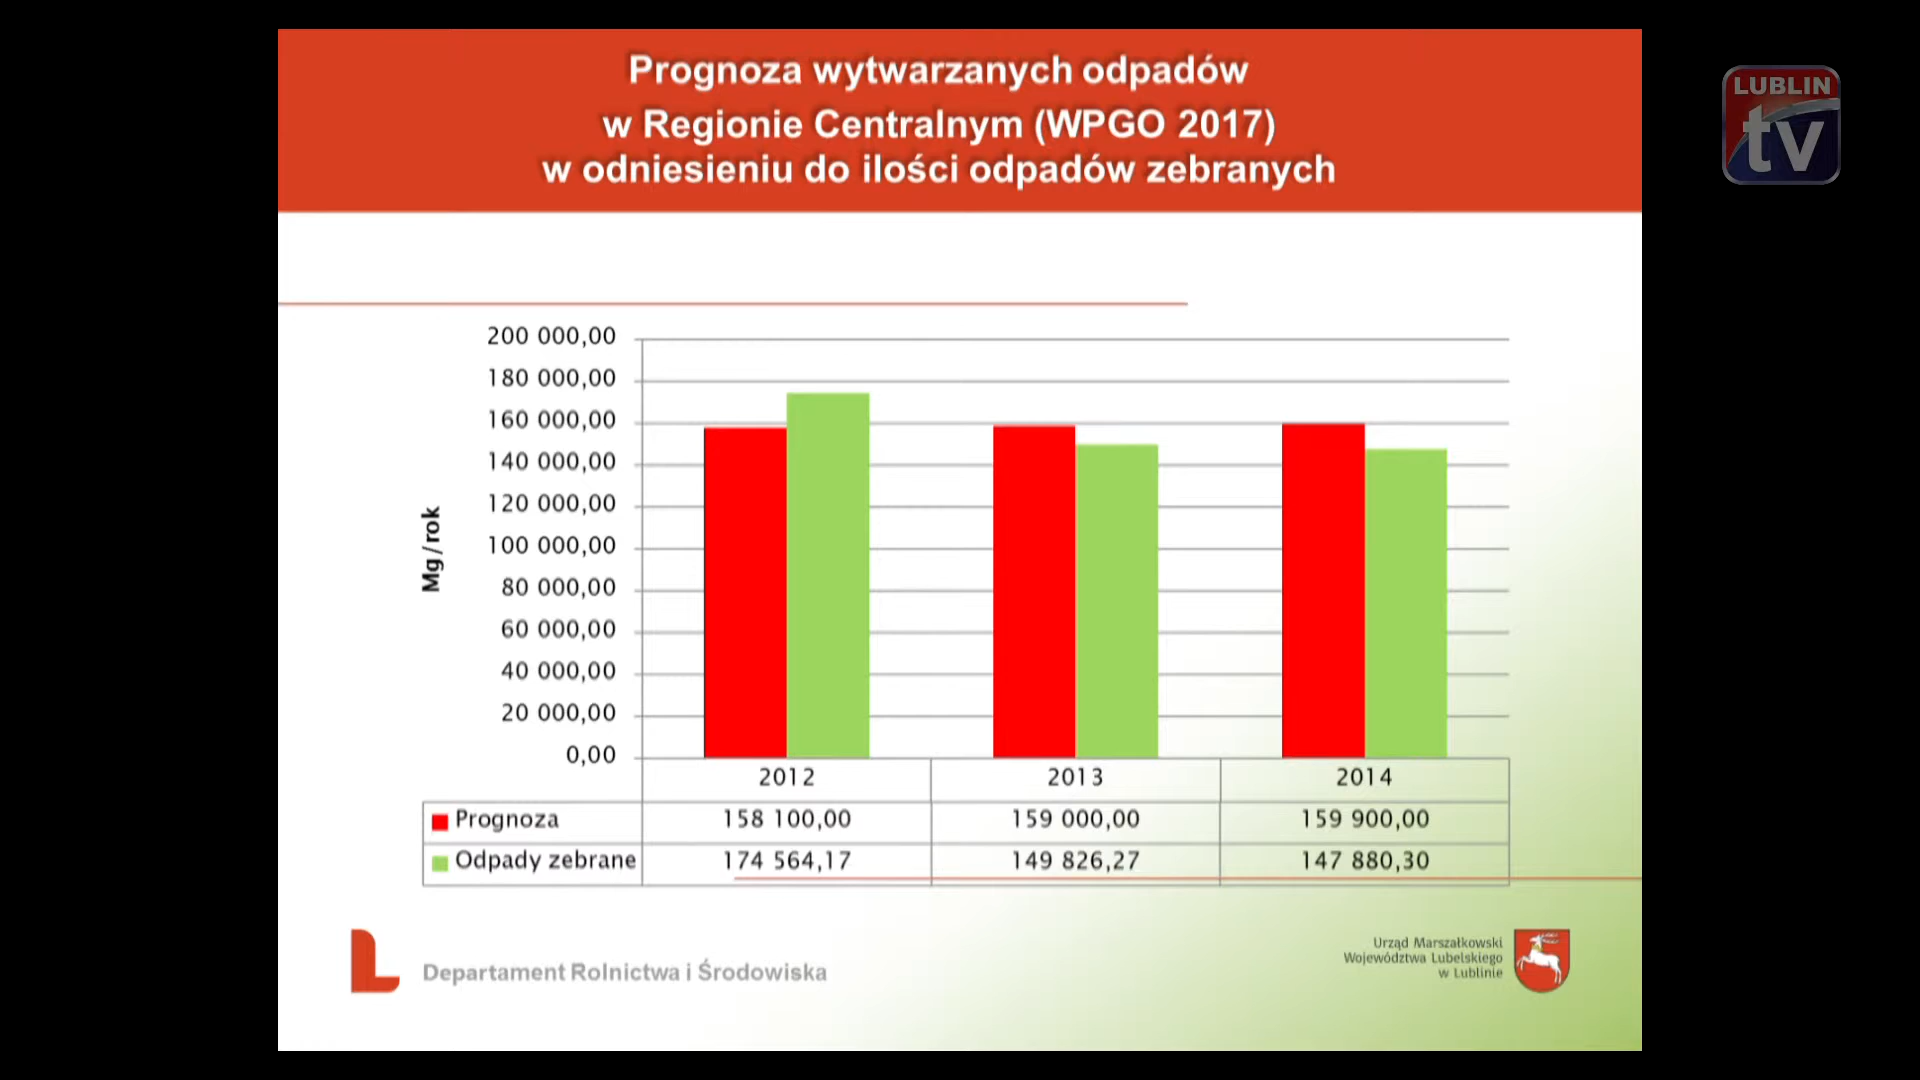 Prognoza wytwarzanych odpadów
w Regionie Centralnym (WPGO 2017)
w odniesieniu do ilości odpadów zebranych
LUBLIN
tv
200 000,00
180 000,00
160 000,00
140 000,00
120 000,00
100 000,00
80 000,00
60 000,00
40 000,00
20 000,00
0,00
Mg/rok
2012 2013 2014
Prognoza 158 100,00 159 000,00 159 900,00
Odpady zebrane 174 564,17 149 826,27 147 880,30
Departament Rolnictwa i Środowiska
Urząd Marszałkowski
Województwa Lubelskiego
w Lublinie